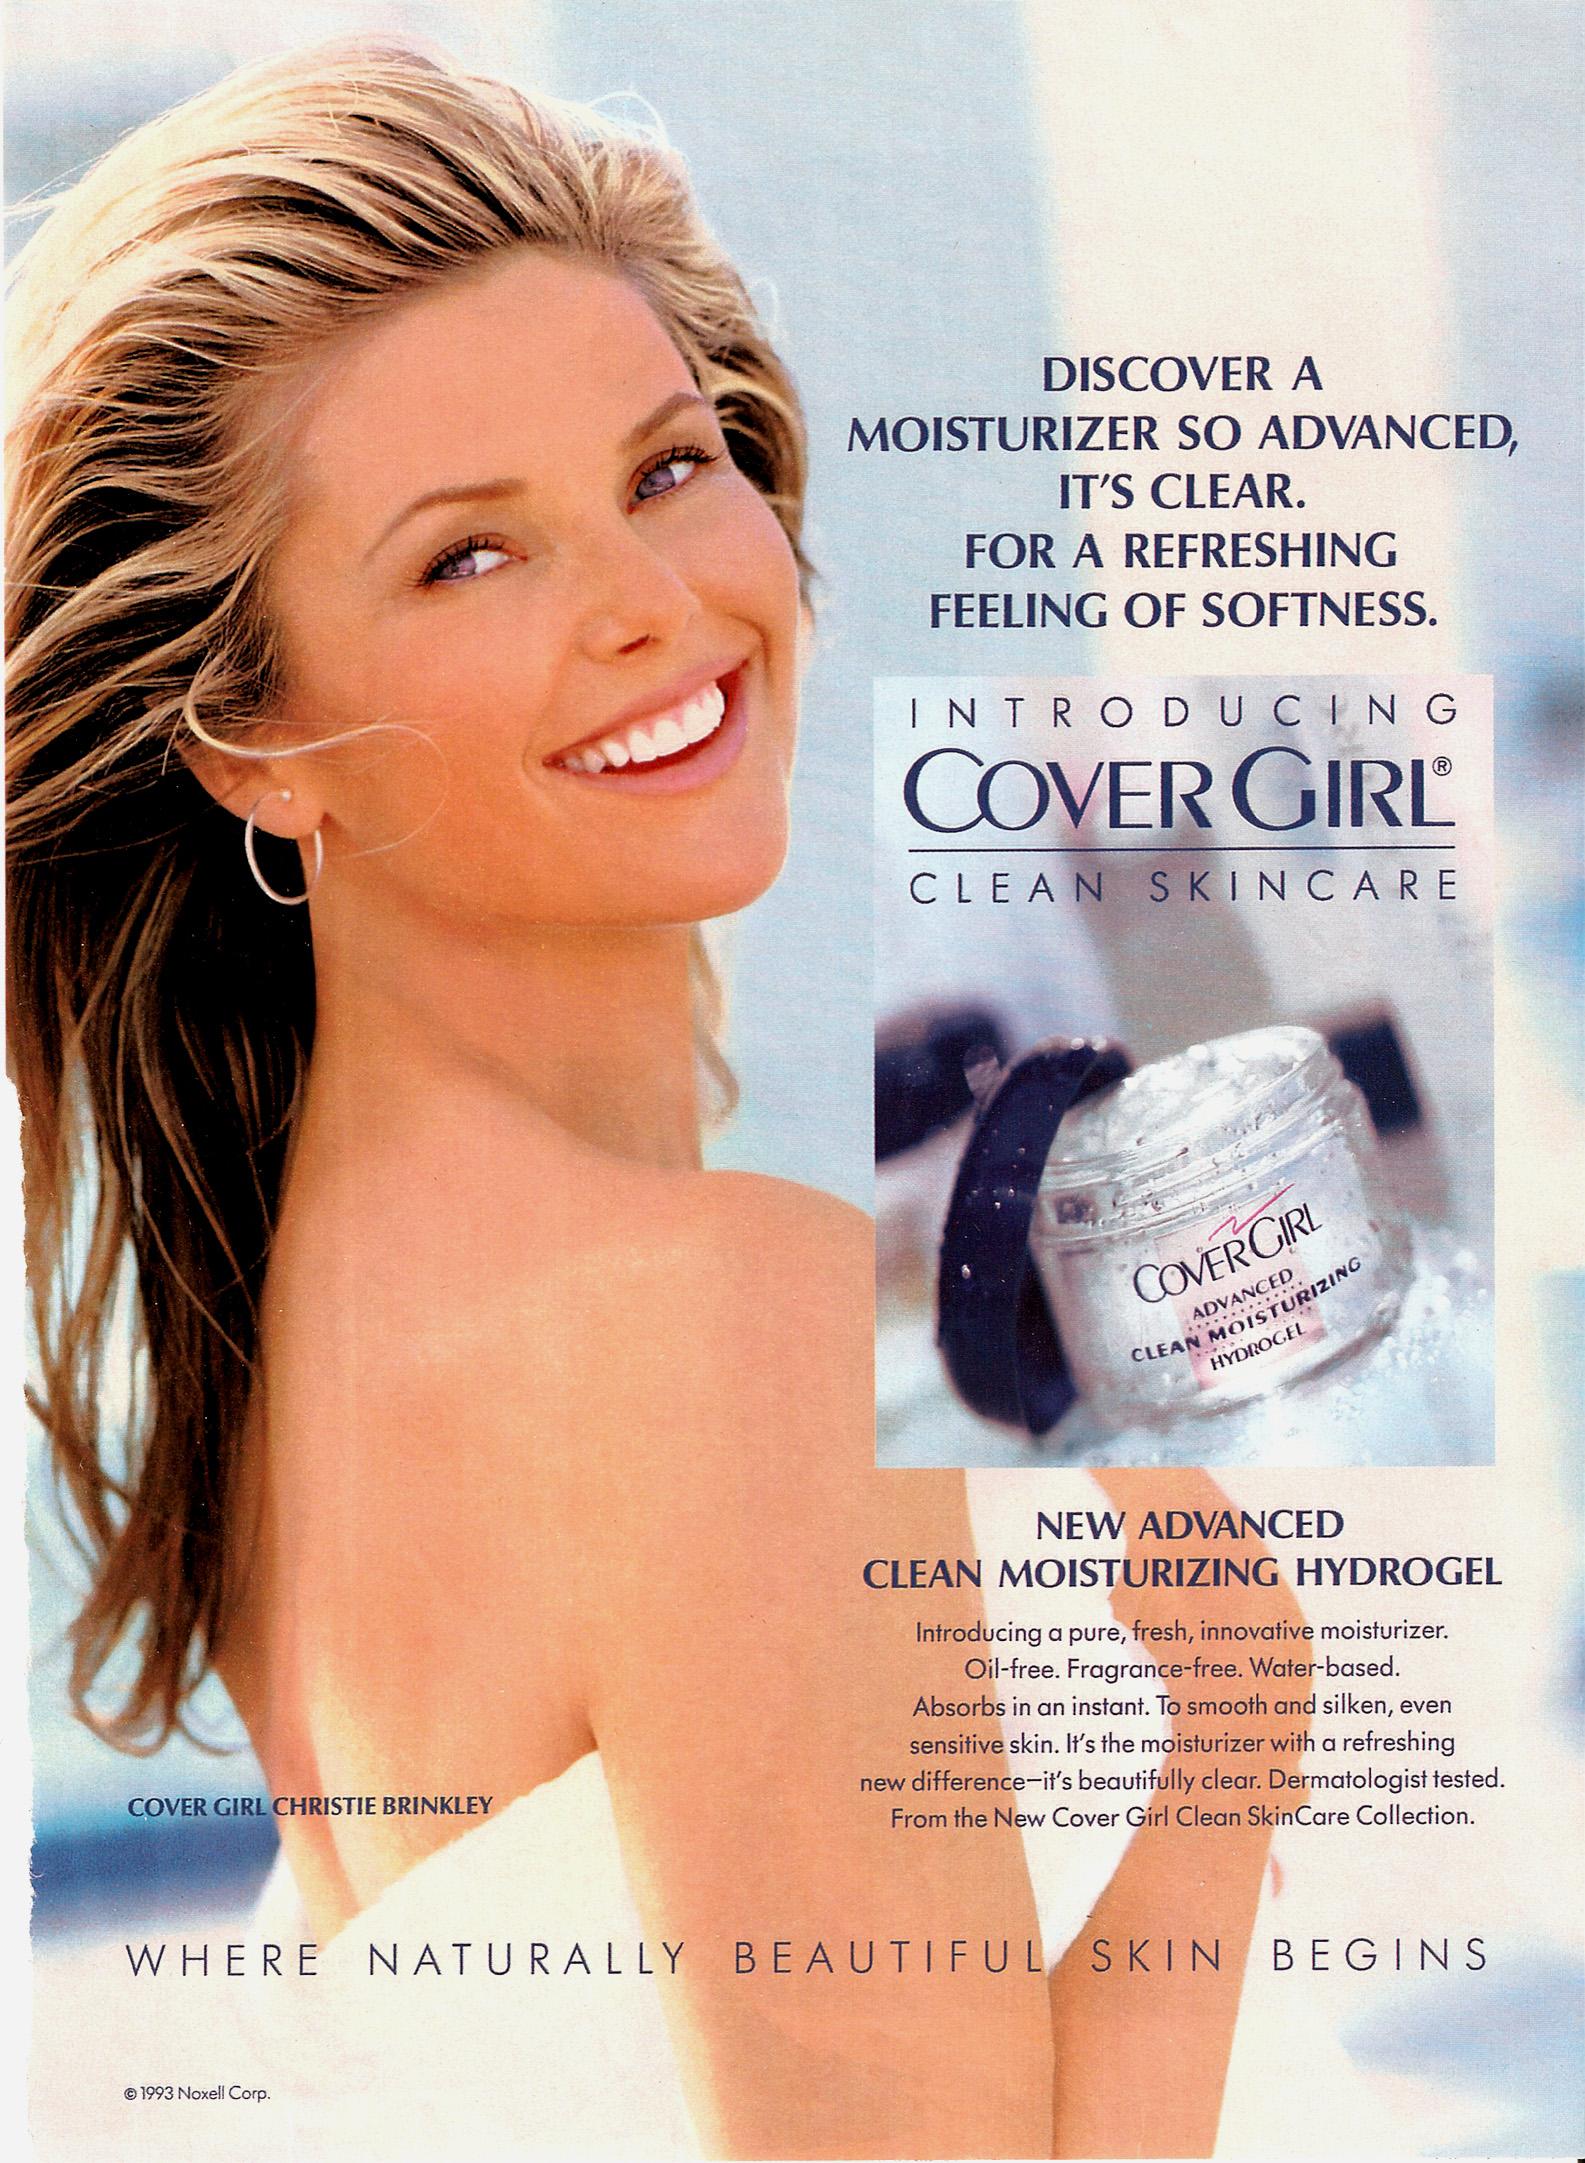 DISCOVER A
MOISTURIZER SO ADVANCED,
IT'S CLEAR.
FOR A REFRESHING
FEELING OF SOFTNESS.
INTRODUCING
COVER GIRL®
CLEAN SKINCARE
COVER GIRL
ADVANCED
CLEAN MOISTURIZING
HYDROGEL
NEW ADVANCED
CLEAN MOISTURIZING HYDROGEL
Introducing a pure, fresh, innovative moisturizer.
Oil-free. Fragrance-free. Water-based.
Absorbs in an instant. To smooth and silken, even
sensitive skin. It's the moisturizer with a refreshing
new difference—it's beautifully clear. Dermatologist tested.
From the New Cover Girl Clean SkinCare Collection.
COVER GIRL CHRISTIE BRINKLEY
WHERE NATURALLY BEAUTIFUL SKIN BEGINS
© 1993 Noxell Corp.